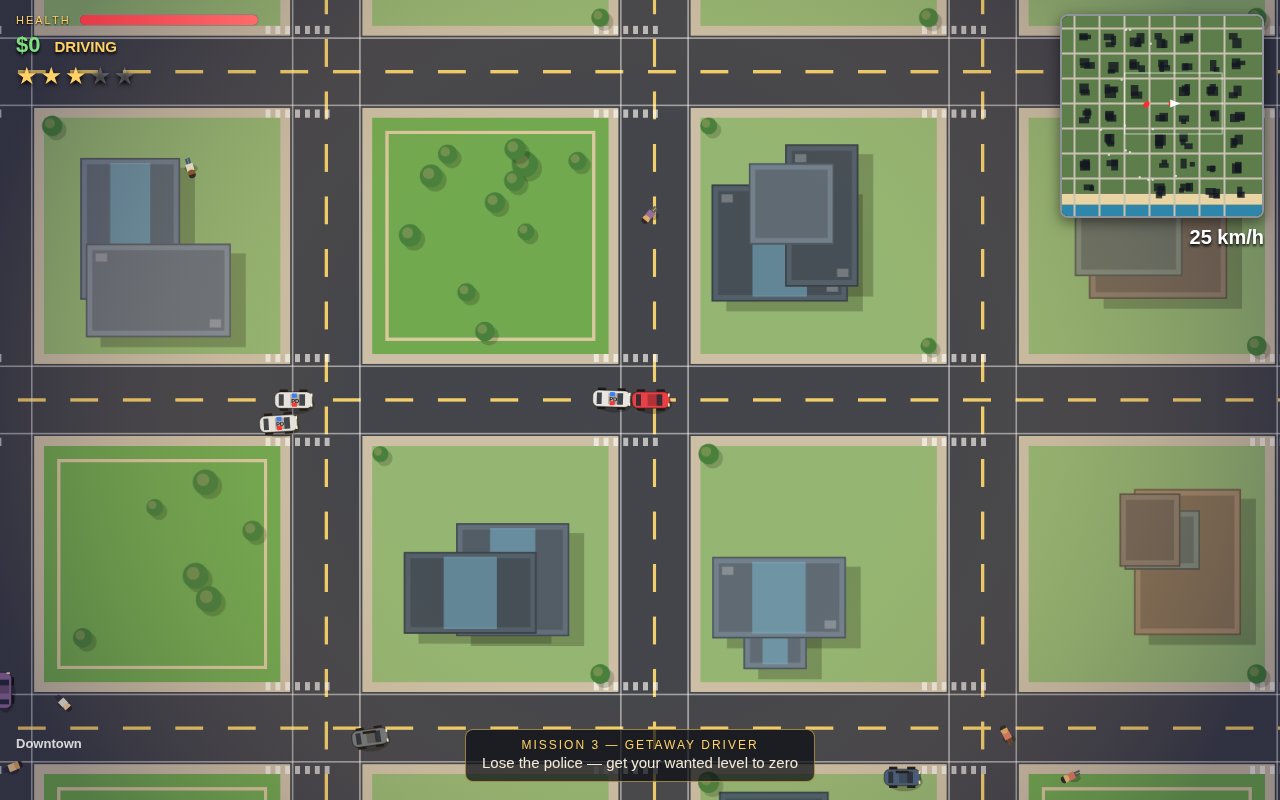 HEALTH
$0 DRIVING
25 km/h
Downtown
MISSION 3 — GETAWAY DRIVER
Lose the police — get your wanted level to zero